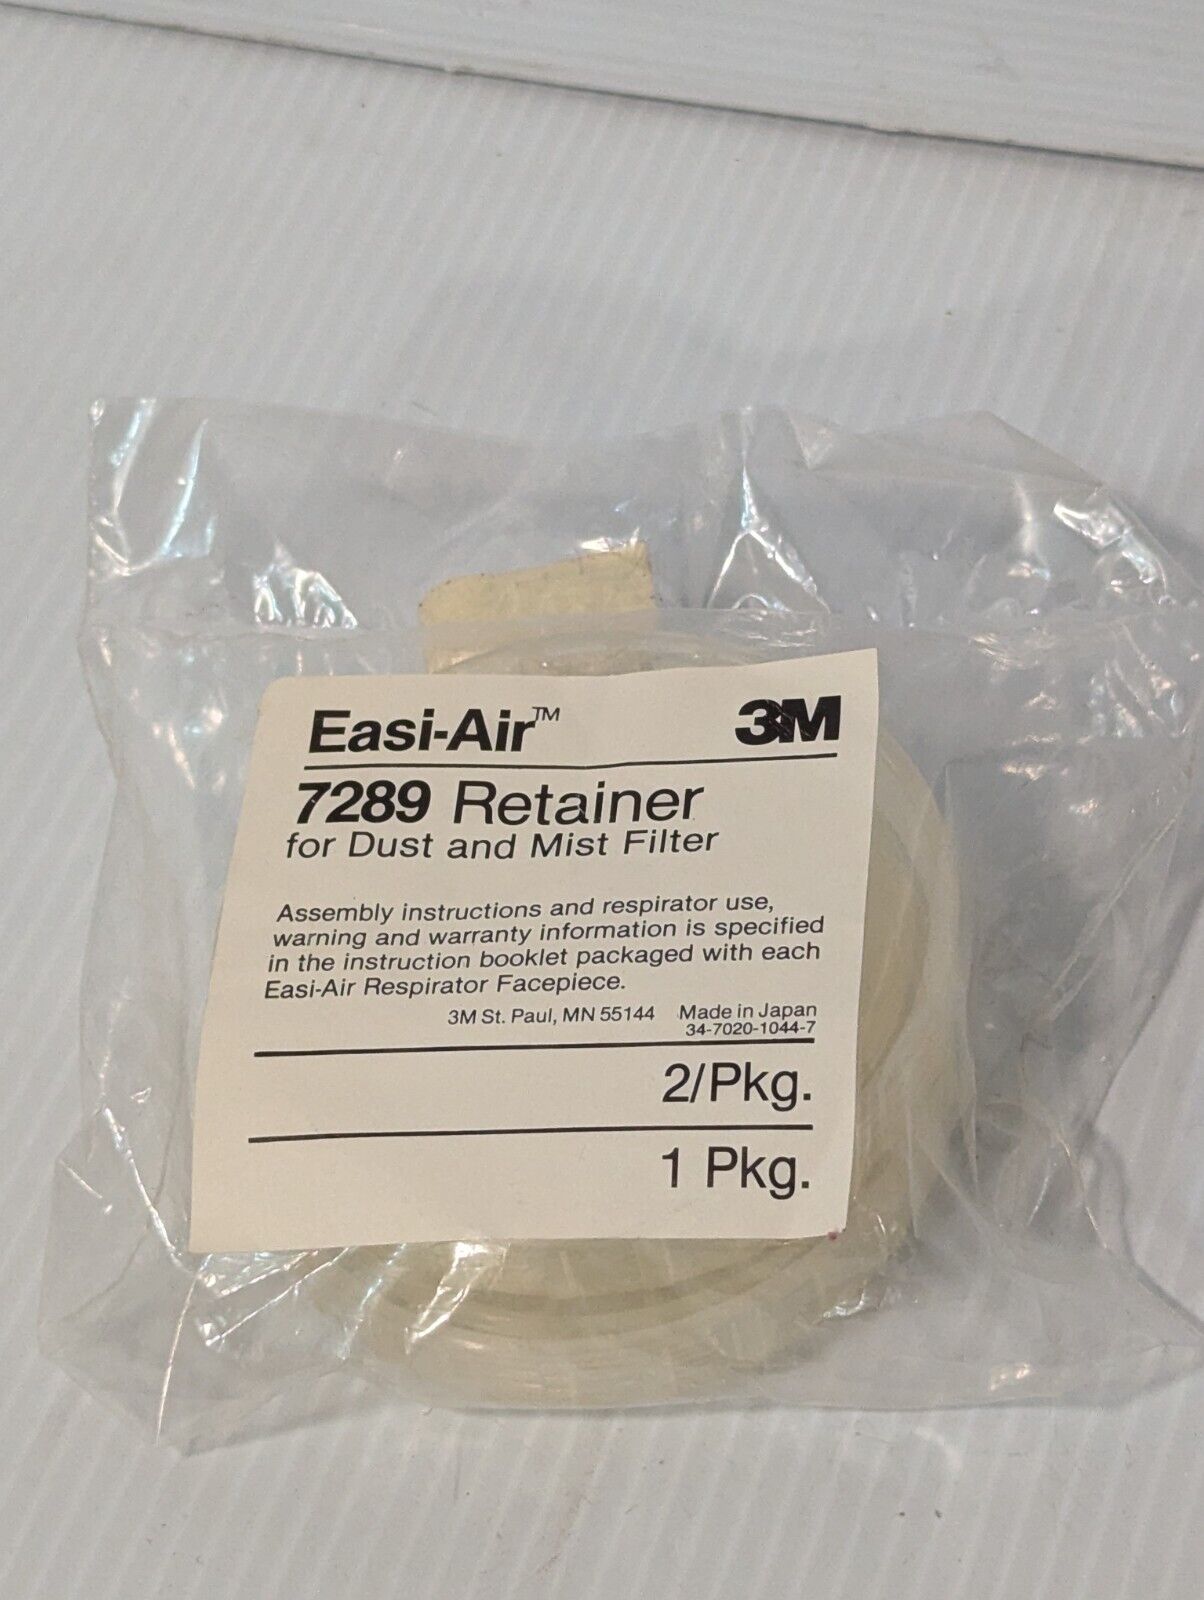 Easi-Air™ 3M
7289 Retainer
for Dust and Mist Filter
Assembly instructions and respirator use,
warning and warranty information is specified
in the instruction booklet packaged with each
Easi-Air Respirator Facepiece.
3M St. Paul, MN 55144 Made in Japan
34-7020-1044-7
2/Pkg.
1 Pkg.